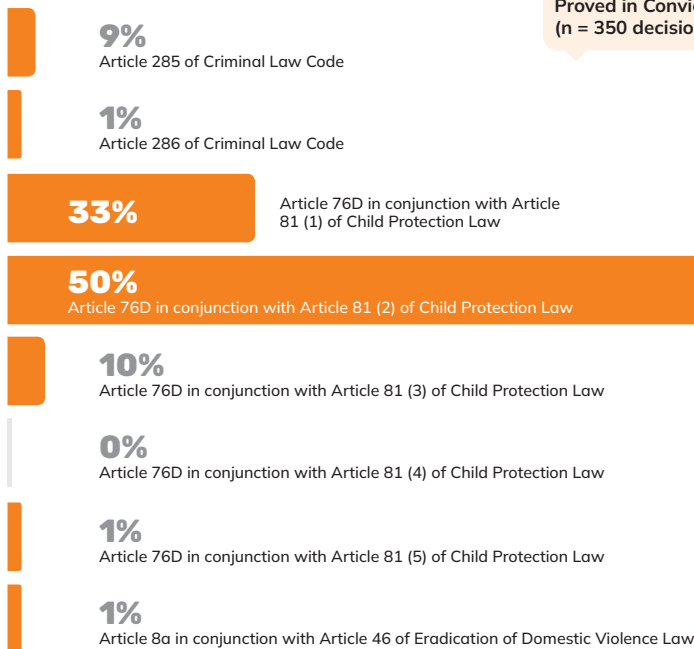 Proved in
(n = 350
9%
Article 285 of Criminal Law Code
1%
Article 286 of Criminal Law Code
33%
Article 76D in conjunction with Article
81 (1) of Child Protection Law
50%
Article 76D in conjunction with Article 81 (2) of Child Protection Law
10%
Article 76D in conjunction with Article 81 (3) of Child Protection Law
0%
Article 76D in conjunction with Article 81 (4) of Child Protection Law
1%
Article 76D in conjunction with Article 81 (5) of Child Protection Law
1%
Article 8a in conjunction with Article 46 of Eradication of Domestic Violence Law